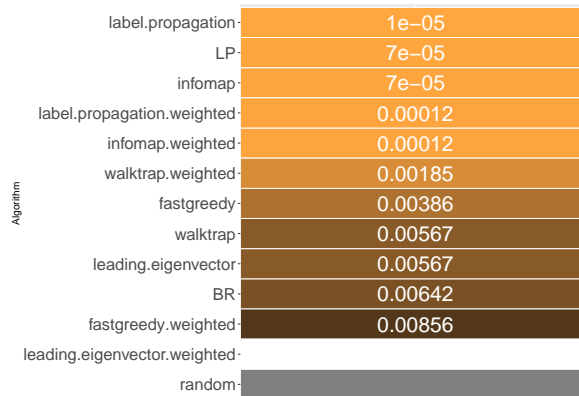 label.propagation 1e−05
LP 7e−05
infomap 7e−05
label.propagation.weighted 0.00012
infomap.weighted 0.00012
walktrap.weighted 0.00185
fastgreedy 0.00386
walktrap 0.00567
leading.eigenvector 0.00567
BR 0.00642
fastgreedy.weighted 0.00856
leading.eigenvector.weighted
random
Algorithm